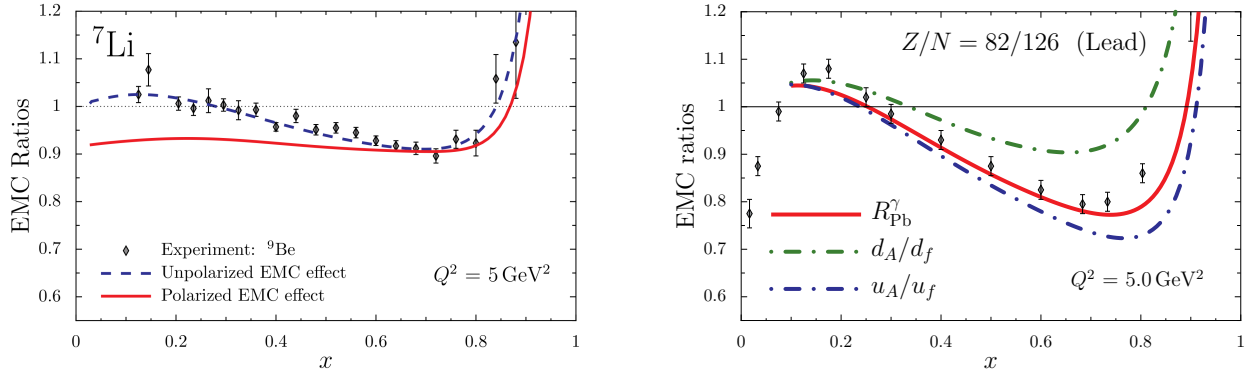 ⁷Li
EMC Ratios
1.2
1.1
1
0.9
0.8
0.7
0.6
Experiment: ⁹Be
Unpolarized EMC effect
Polarized EMC effect
Q² = 5 GeV²
0
0.2
0.4
0.6
0.8
1
x
Z/N = 82/126 (Lead)
EMC ratios
1.2
1.1
1
0.9
0.8
0.7
0.6
R^γ_Pb
d_A/d_f
u_A/u_f
Q² = 5.0 GeV²
0
0.2
0.4
0.6
0.8
1
x